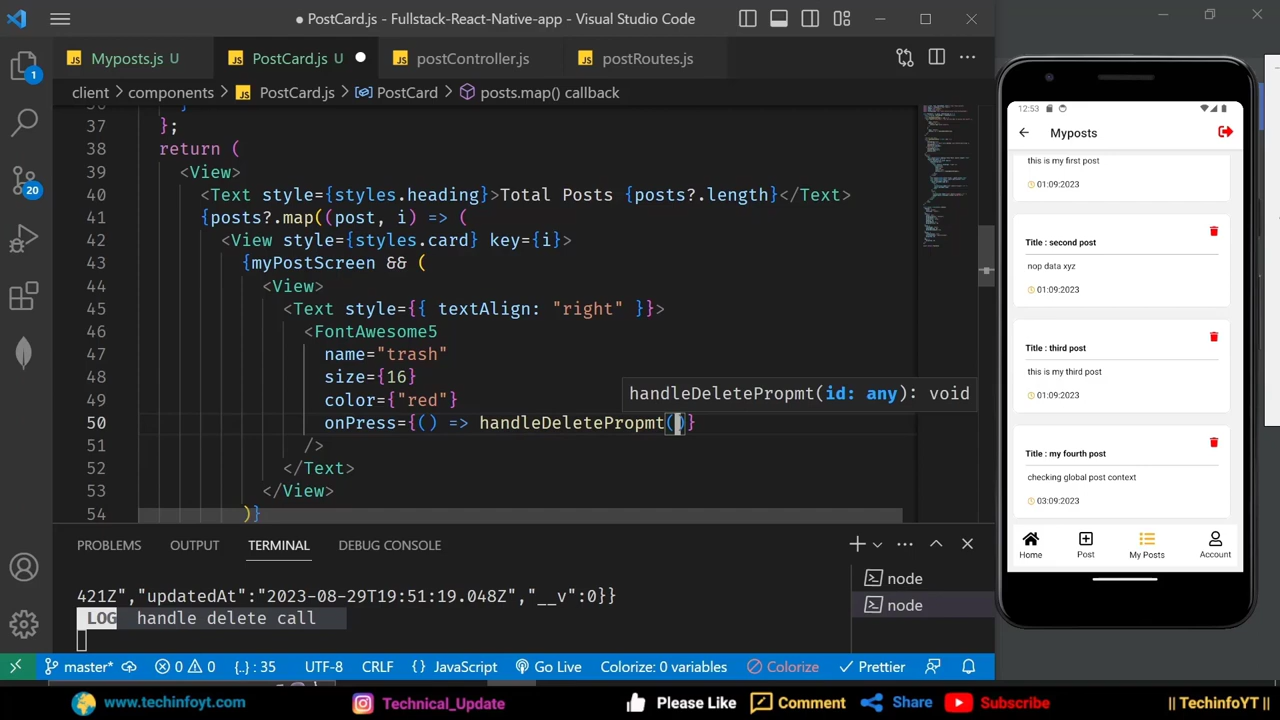 PostCard.js - Fullstack-React-Native-app - Visual Studio Code
JS Myposts.js U
JS PostCard.js U
JS postController.js
JS postRoutes.js
client components JS PostCard.js PostCard posts.map() callback
37 };
38 return (
39 <View>
40 <Text style={styles.heading}>Total Posts {posts?.length}</Text>
41 {posts?.map((post, i) => (
42 <View style={styles.card} key={i}>
43 {myPostScreen && (
44 <View>
45 <Text style={{ textAlign: "right" }}>
46 <FontAwesome5
47 name="trash"
48 size={16}
49 color={"red"}
handleDeletePropmt(id: any): void
50 onPress={() => handleDeletePropmt()}
51 />
52 </Text>
53 </View>
54 )}
1
20
PROBLEMS OUTPUT TERMINAL DEBUG CONSOLE
421Z","updatedAt":"2023-08-29T19:51:19.048Z","__v":0}}
LOG handle delete call
node
node
master* 0 0 {..} : 35 UTF-8 CRLF {} JavaScript Go Live Colorize: 0 variables Colorize Prettier
12:53
Myposts
this is my first post
01:09:2023
Title : second post
nop data xyz
01:09:2023
Title : third post
this is my third post
01:09:2023
Title : my fourth post
checking global post context
03:09:2023
Home Post My Posts Account
www.techinfoyt.com Technical_Update Please Like Comment Share Subscribe || TechinfoYT ||